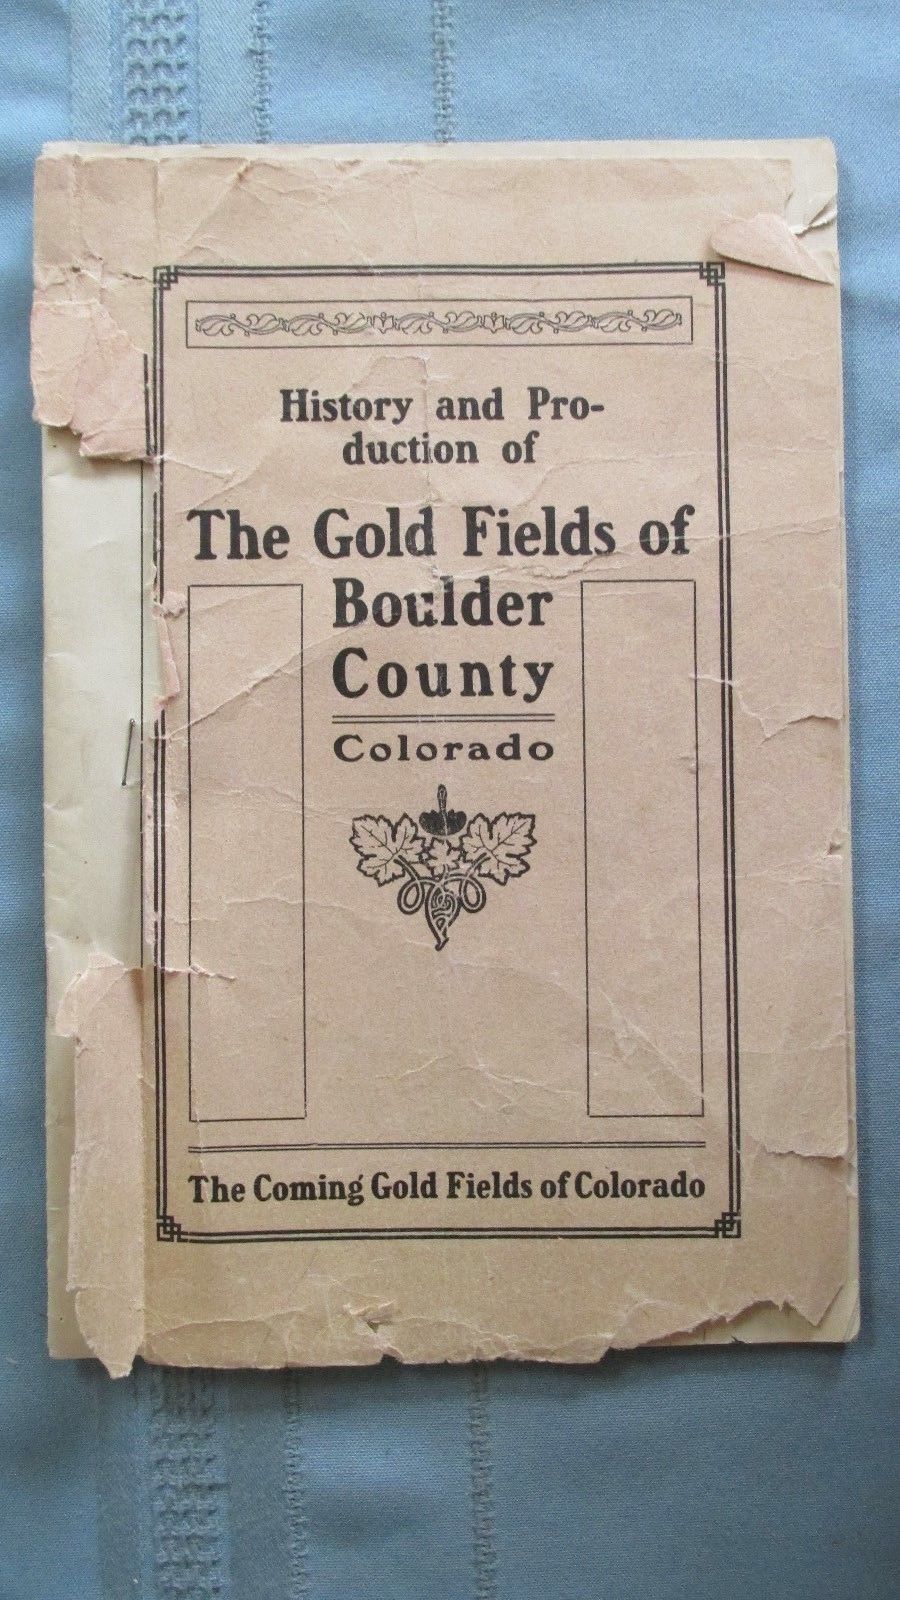 History and Pro-
duction of
The Gold Fields of
Boulder
County
Colorado
The Coming Gold Fields of Colorado